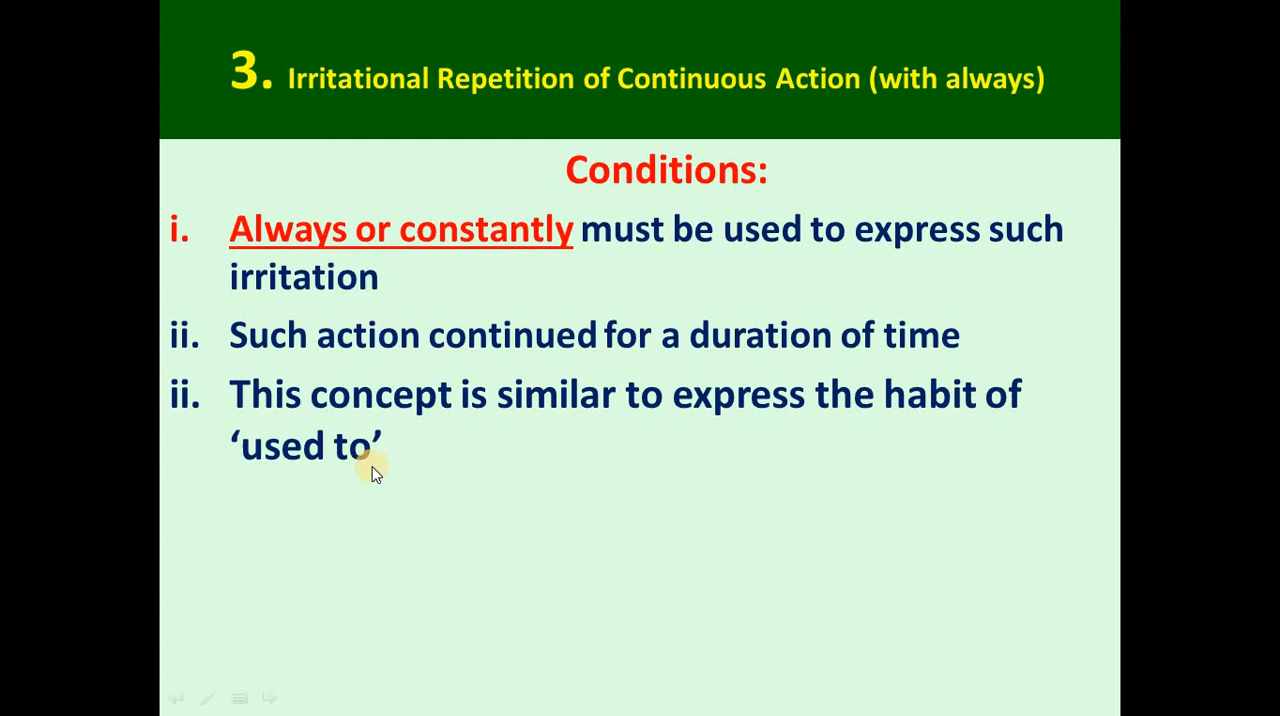 3. Irritational Repetition of Continuous Action (with always)
Conditions:
i. Always or constantly must be used to express such
irritation
ii. Such action continued for a duration of time
ii. This concept is similar to express the habit of
‘used to’